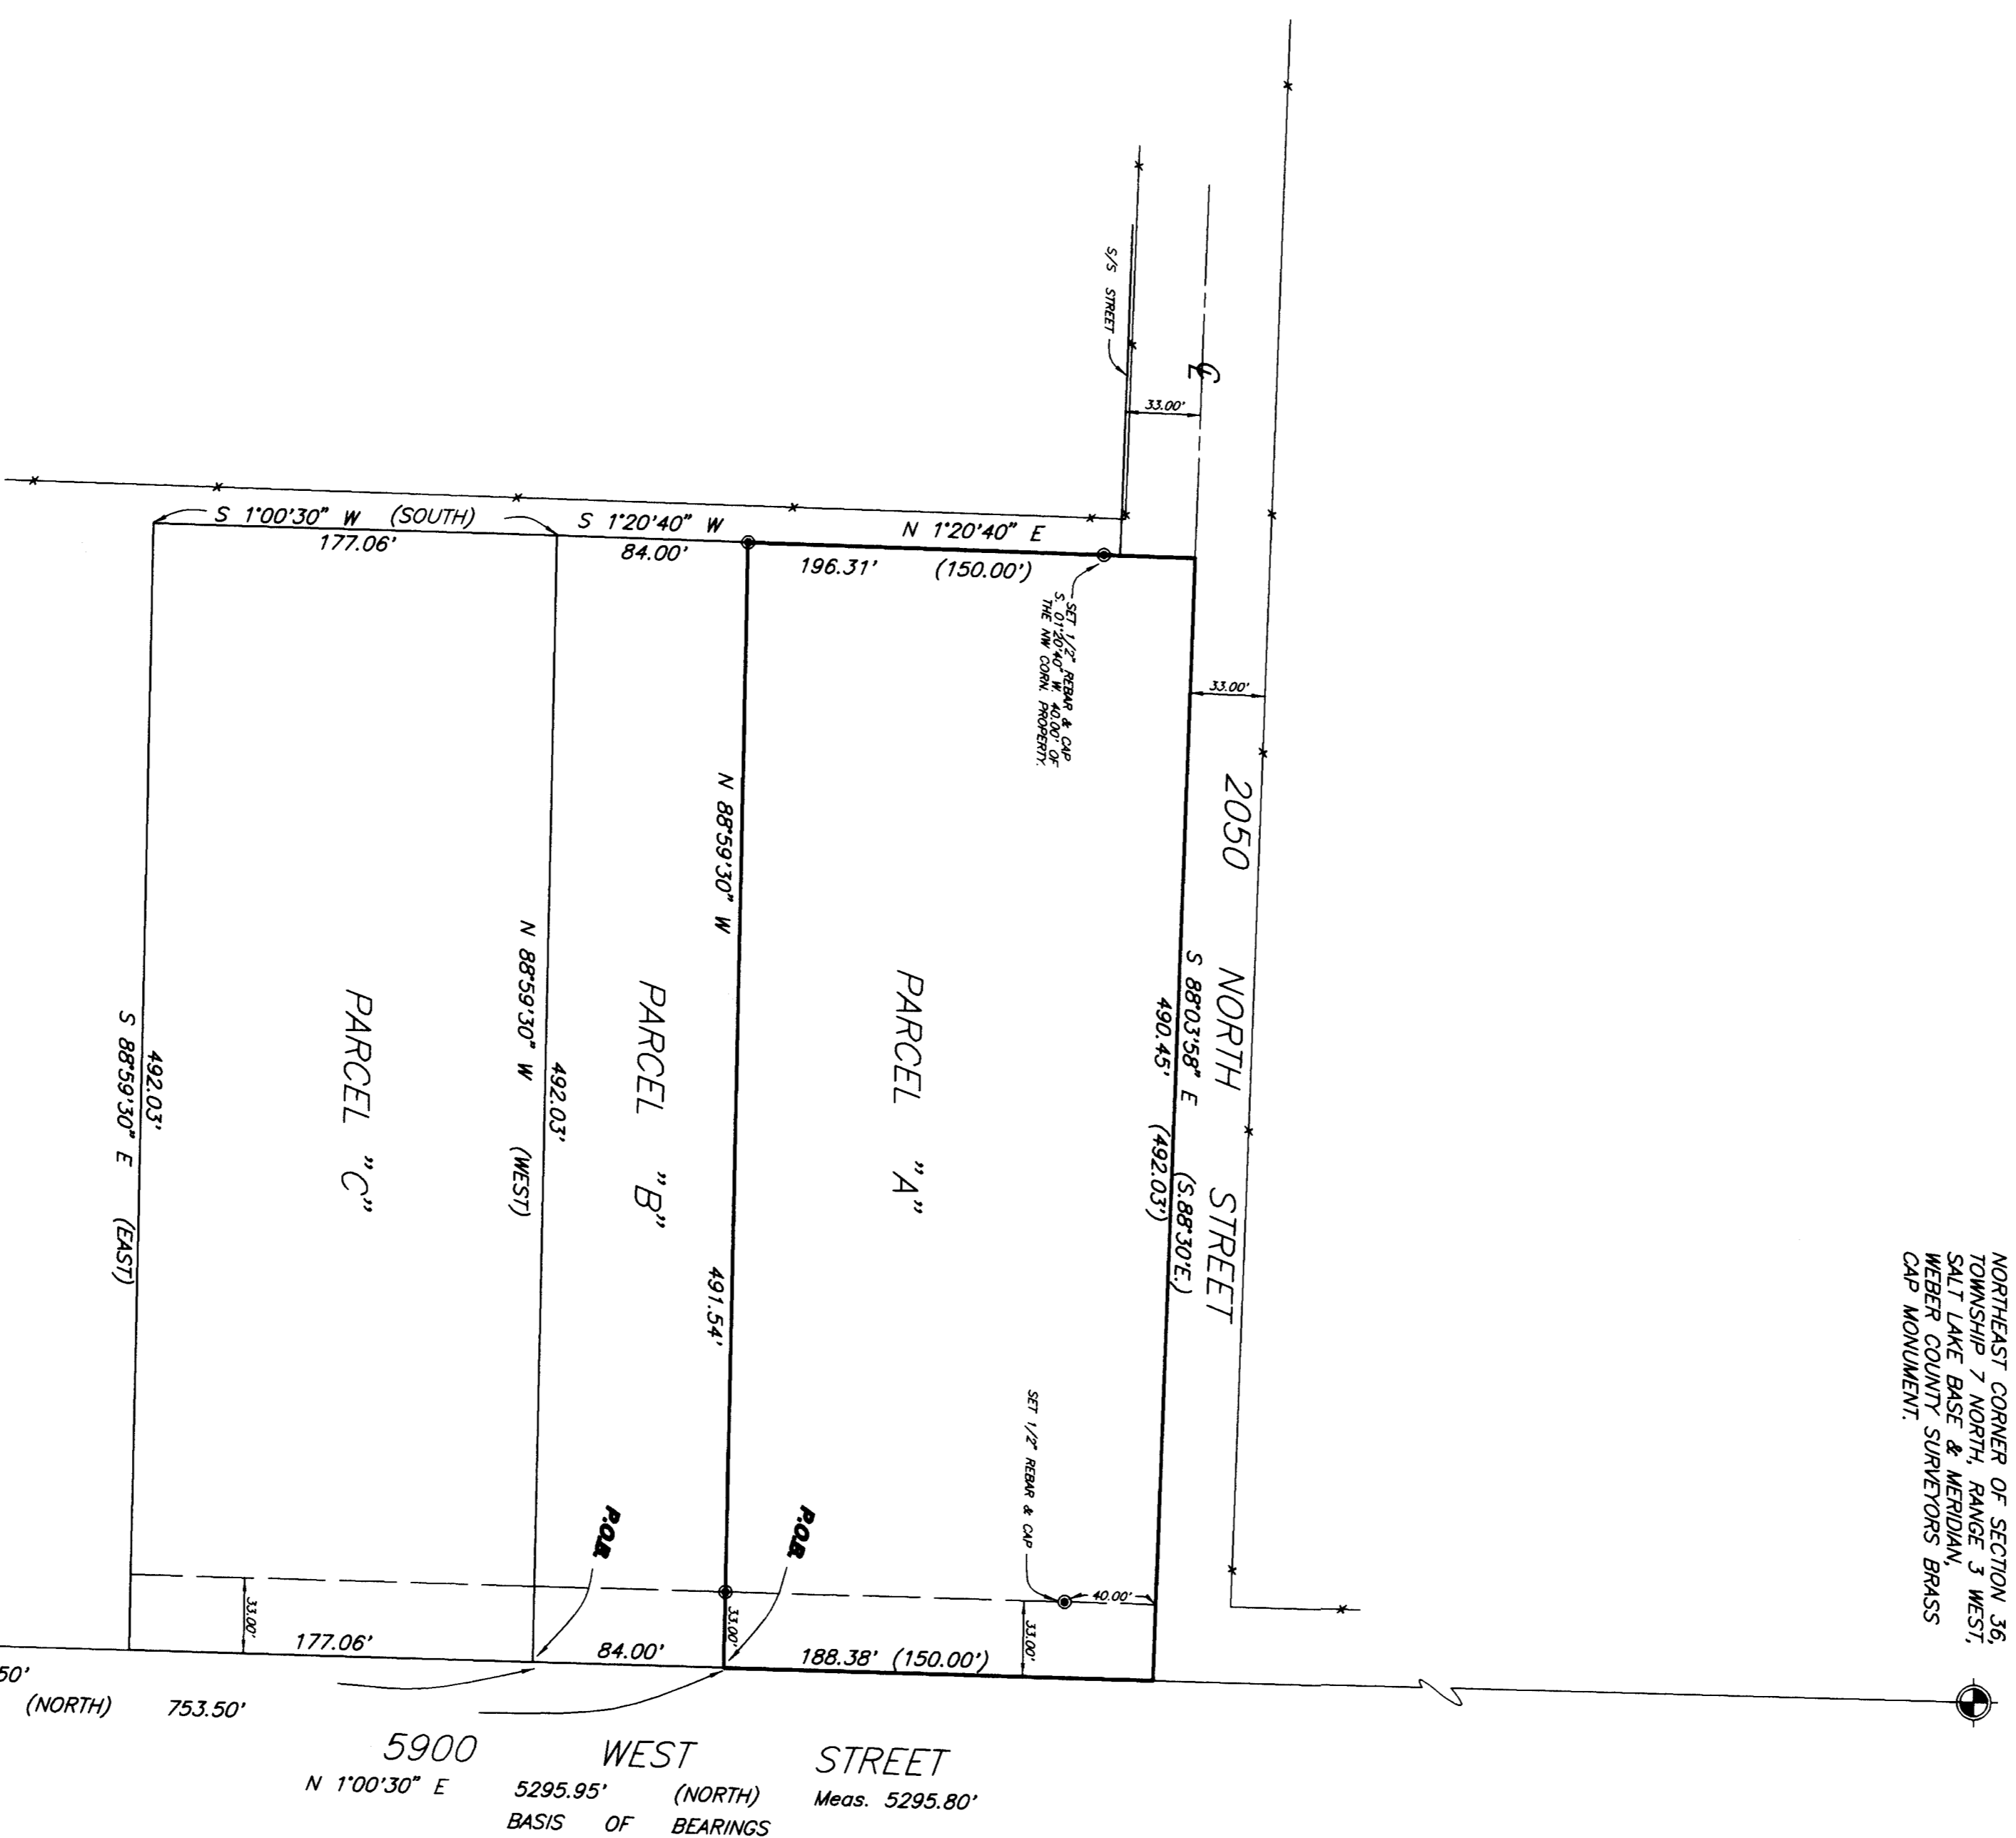 NORTHEAST CORNER OF SECTION 36,
TOWNSHIP 7 NORTH, RANGE 3 WEST,
SALT LAKE BASE & MERIDIAN,
WEBER COUNTY SURVEYORS BRASS
CAP MONUMENT.
S/S STREET
℄
33.00'
33.00'
2050 NORTH STREET
S 1°00'30" W (SOUTH)
177.06'
S 1°20'40" W
84.00'
N 1°20'40" E
196.31' (150.00')
SET 1/2" REBAR & CAP
S. 01°20'40" W. 40.00' OF
THE NW CORN. PROPERTY.
S 88°03'58" E (S.88°30'E.)
490.45' (492.03')
N 88°59'30" W
491.54'
PARCEL "A"
PARCEL "B"
PARCEL "C"
N 88°59'30" W (WEST)
492.03'
492.03'
S 88°59'30" E (EAST)
SET 1/2" REBAR & CAP
40.00'
P.O.B.
P.O.B.
33.00'
33.00'
33.00'
177.06'
84.00'
188.38' (150.00')
50'
(NORTH) 753.50'
5900 WEST STREET
N 1°00'30" E 5295.95' (NORTH) Meas. 5295.80'
BASIS OF BEARINGS